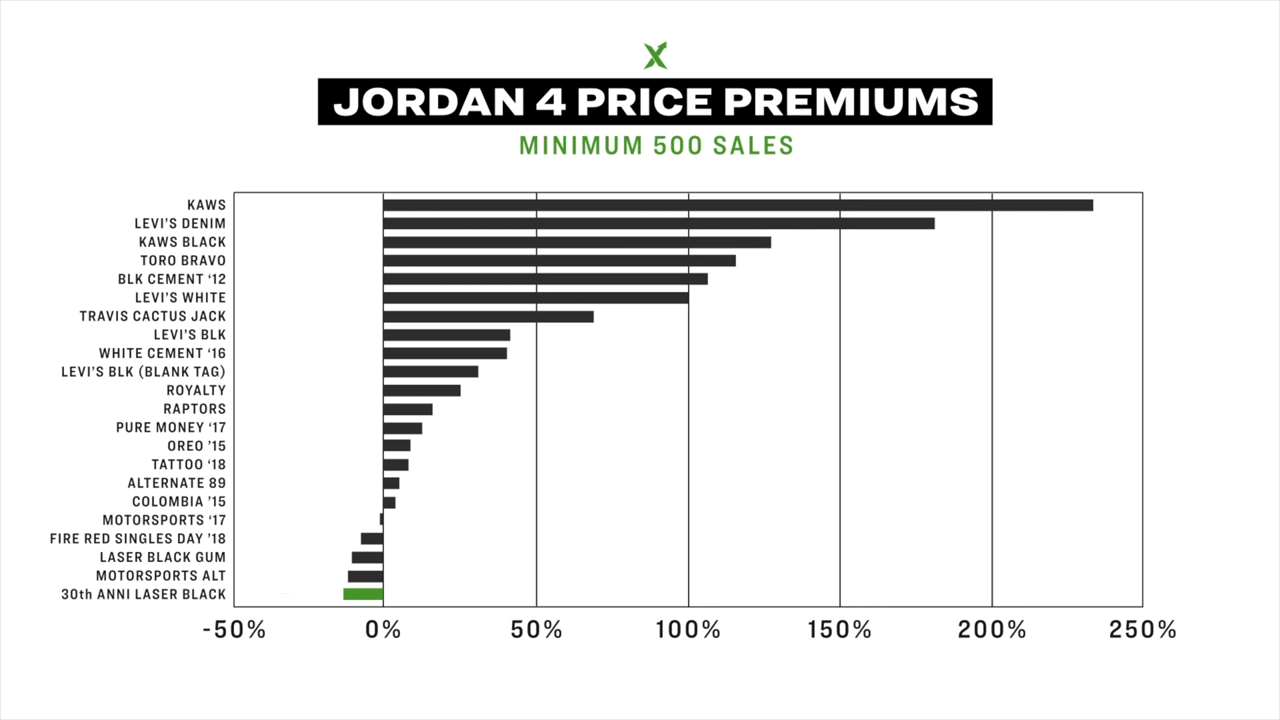 JORDAN 4 PRICE PREMIUMS
MINIMUM 500 SALES
KAWS
LEVI'S DENIM
KAWS BLACK
TORO BRAVO
BLK CEMENT ‘12
LEVI'S WHITE
TRAVIS CACTUS JACK
LEVI'S BLK
WHITE CEMENT ‘16
LEVI'S BLK (BLANK TAG)
ROYALTY
RAPTORS
PURE MONEY ‘17
OREO ’15
TATTOO ‘18
ALTERNATE 89
COLOMBIA ’15
MOTORSPORTS ‘17
FIRE RED SINGLES DAY ’18
LASER BLACK GUM
MOTORSPORTS ALT
30th ANNI LASER BLACK
-50% 0% 50% 100% 150% 200% 250%